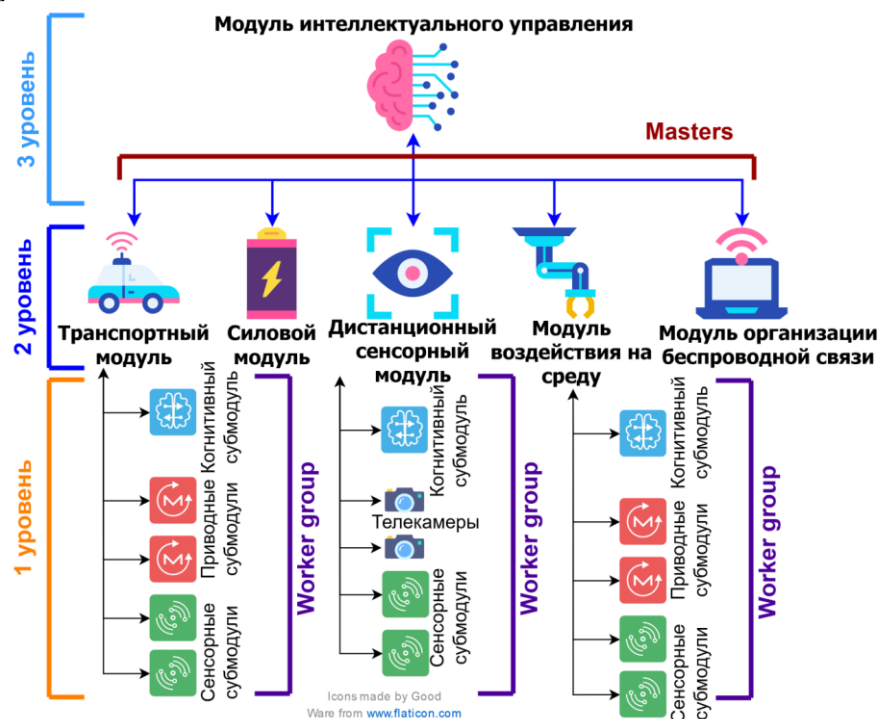 Модуль интеллектуального управления
3 уровень
Masters
2 уровень
Транспортный
модуль
Силовой
модуль
Дистанционный
сенсорный
модуль
Модуль
воздействия на
среду
Модуль организации
беспроводной связи
1 уровень
Когнитивный
субмодуль
Приводные
субмодули
Сенсорные
субмодули
Worker group
Когнитивный
субмодуль
Телекамеры
Сенсорные
субмодули
Worker group
Когнитивный
субмодуль
Приводные
субмодули
Сенсорные
субмодули
Worker group
M
M
M
M
Icons made by Good
Ware from www.flaticon.com